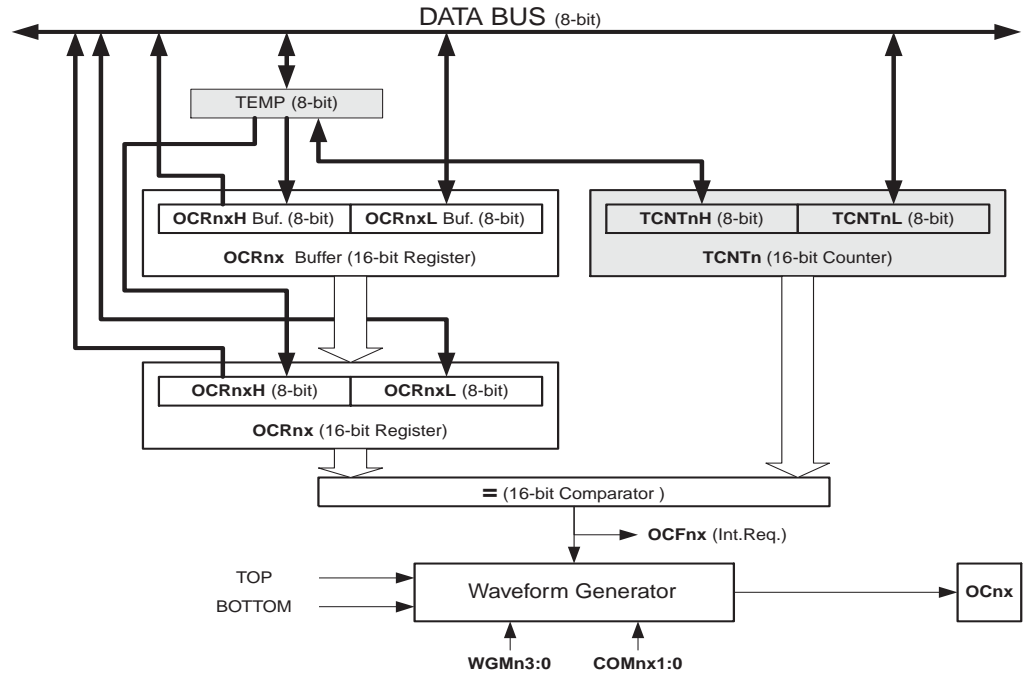 DATA BUS (8-bit)
TEMP (8-bit)
OCRnxH Buf. (8-bit) OCRnxL Buf. (8-bit)
OCRnx Buffer (16-bit Register)
TCNTnH (8-bit) TCNTnL (8-bit)
TCNTn (16-bit Counter)
OCRnxH (8-bit) OCRnxL (8-bit)
OCRnx (16-bit Register)
= (16-bit Comparator )
OCFnx (Int.Req.)
TOP
BOTTOM
Waveform Generator
OCnx
WGMn3:0 COMnx1:0